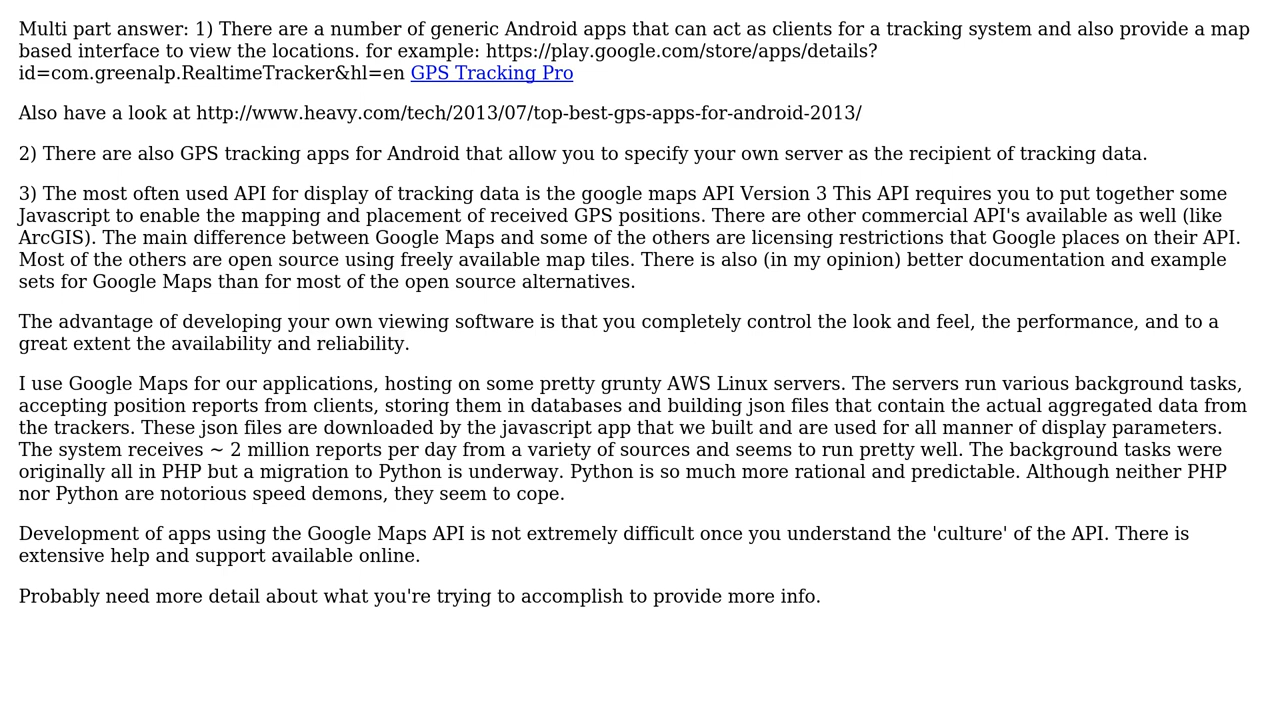 Multi part answer: 1) There are a number of generic Android apps that can act as clients for a tracking system and also provide a map
based interface to view the locations. for example: https://play.google.com/store/apps/details?
id=com.greenalp.RealtimeTracker&hl=en GPS Tracking Pro
Also have a look at http://www.heavy.com/tech/2013/07/top-best-gps-apps-for-android-2013/
2) There are also GPS tracking apps for Android that allow you to specify your own server as the recipient of tracking data.
3) The most often used API for display of tracking data is the google maps API Version 3 This API requires you to put together some
Javascript to enable the mapping and placement of received GPS positions. There are other commercial API's available as well (like
ArcGIS). The main difference between Google Maps and some of the others are licensing restrictions that Google places on their API.
Most of the others are open source using freely available map tiles. There is also (in my opinion) better documentation and example
sets for Google Maps than for most of the open source alternatives.
The advantage of developing your own viewing software is that you completely control the look and feel, the performance, and to a
great extent the availability and reliability.
I use Google Maps for our applications, hosting on some pretty grunty AWS Linux servers. The servers run various background tasks,
accepting position reports from clients, storing them in databases and building json files that contain the actual aggregated data from
the trackers. These json files are downloaded by the javascript app that we built and are used for all manner of display parameters.
The system receives ~ 2 million reports per day from a variety of sources and seems to run pretty well. The background tasks were
originally all in PHP but a migration to Python is underway. Python is so much more rational and predictable. Although neither PHP
nor Python are notorious speed demons, they seem to cope.
Development of apps using the Google Maps API is not extremely difficult once you understand the 'culture' of the API. There is
extensive help and support available online.
Probably need more detail about what you're trying to accomplish to provide more info.